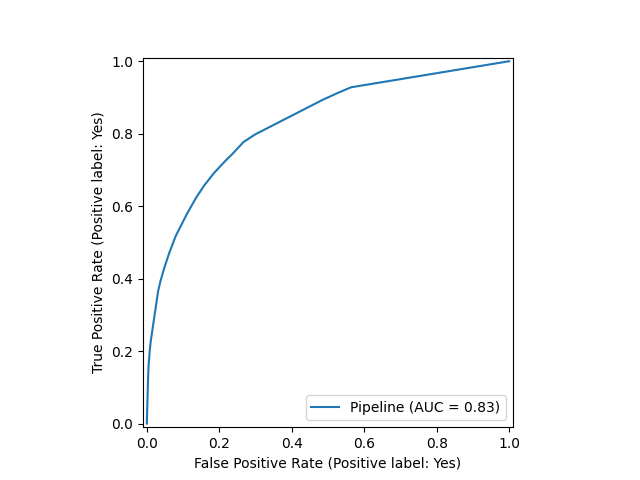 1.0
0.8
0.6
0.4
0.2
0.0
True Positive Rate (Positive label: Yes)
Pipeline (AUC = 0.83)
0.0 0.2 0.4 0.6 0.8 1.0
False Positive Rate (Positive label: Yes)